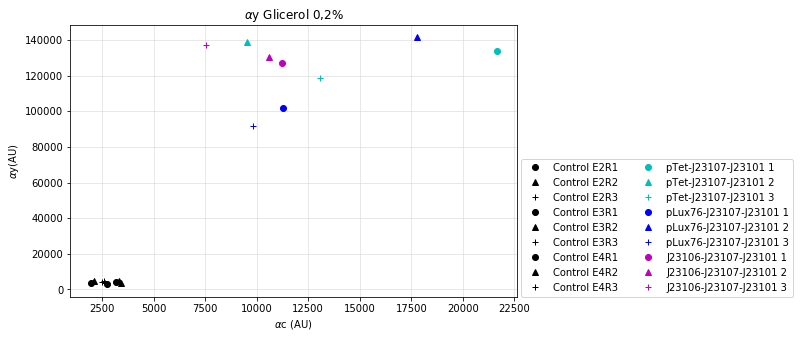 αy Glicerol 0,2%
140000
120000
100000
80000
60000
40000
20000
0
αy(AU)
2500 5000 7500 10000 12500 15000 17500 20000 22500
αc (AU)
Control E2R1 pTet-J23107-J23101 1
Control E2R2 pTet-J23107-J23101 2
Control E2R3 pTet-J23107-J23101 3
Control E3R1 pLux76-J23107-J23101 1
Control E3R2 pLux76-J23107-J23101 2
Control E3R3 pLux76-J23107-J23101 3
Control E4R1 J23106-J23107-J23101 1
Control E4R2 J23106-J23107-J23101 2
Control E4R3 J23106-J23107-J23101 3